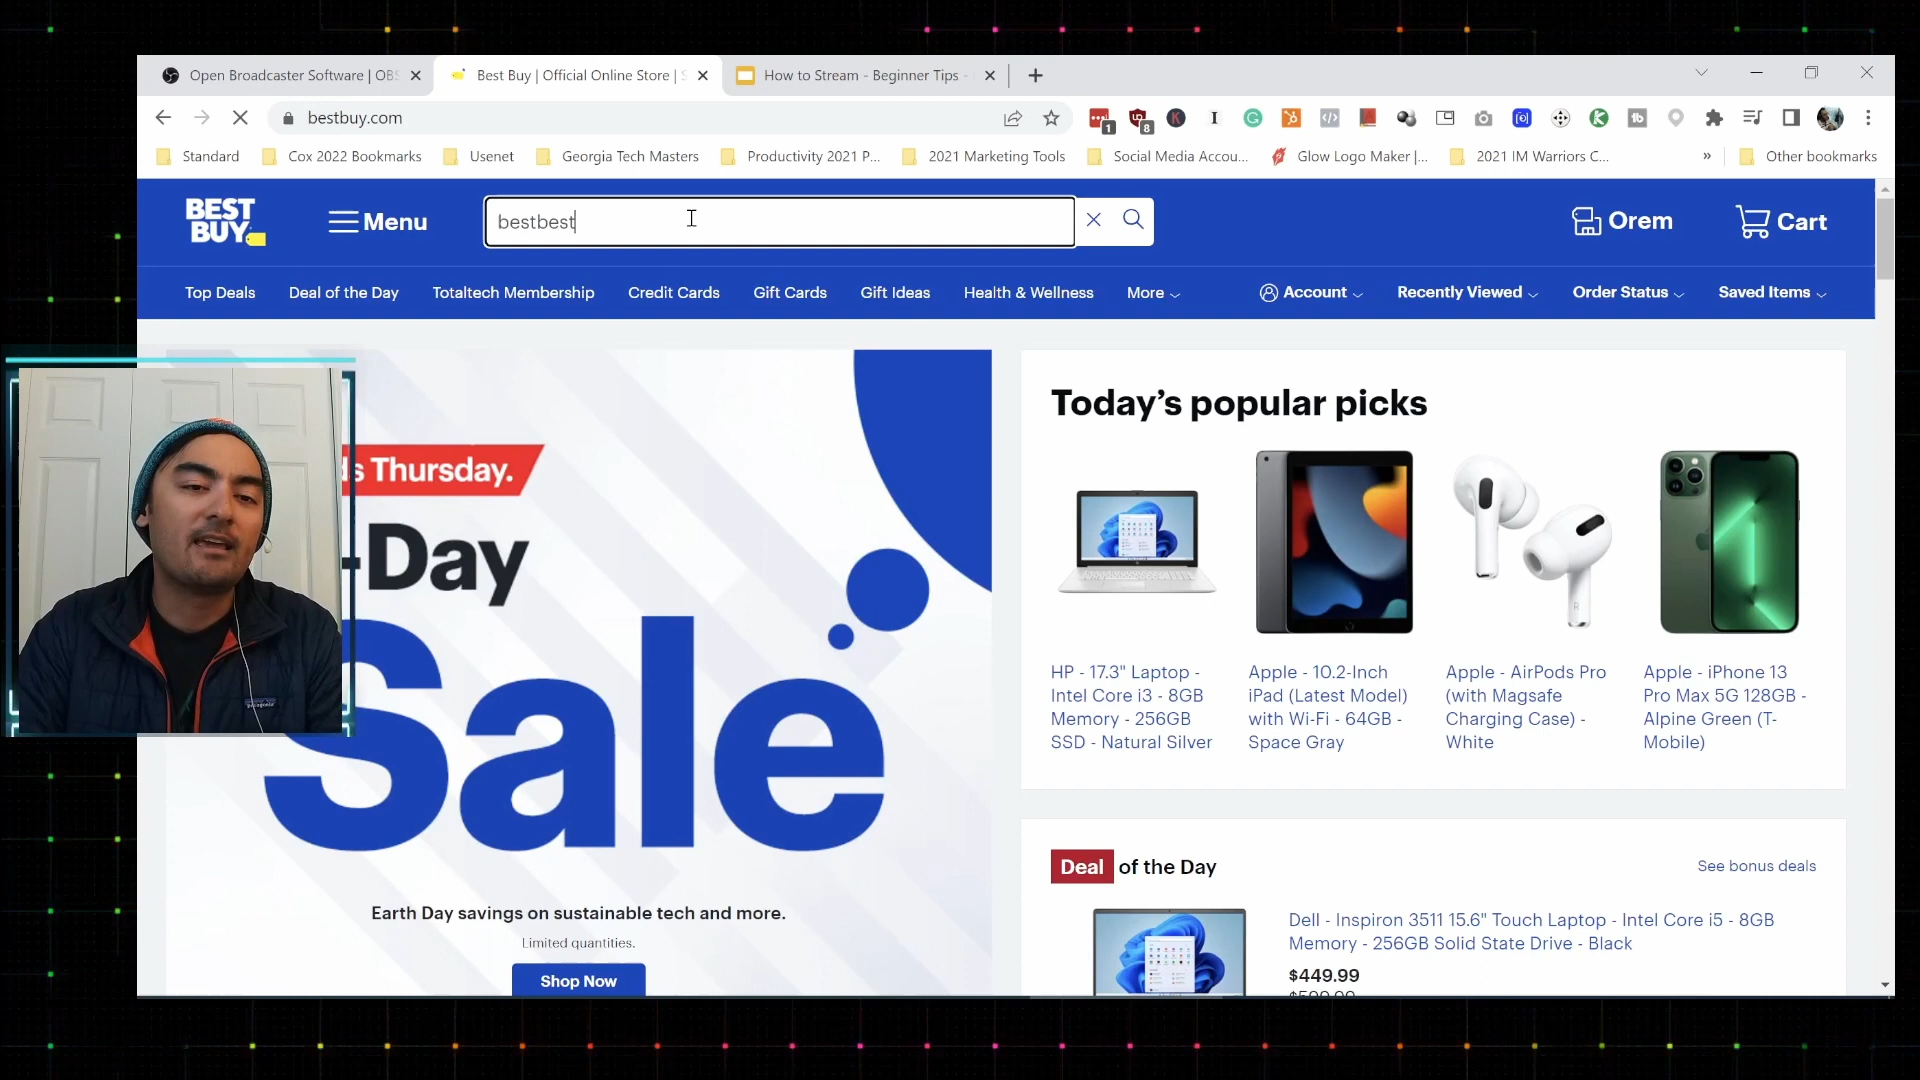 Open Broadcaster Software | OBS
Best Buy | Official Online Store | S
How to Stream - Beginner Tips -
bestbuy.com
1
8
Standard
Cox 2022 Bookmarks
Usenet
Georgia Tech Masters
Productivity 2021 P...
2021 Marketing Tools
Social Media Accou...
Glow Logo Maker |...
2021 IM Warriors C...
»
Other bookmarks
BEST
BUY
Menu
bestbest
Orem
Cart
Top Deals
Deal of the Day
Totaltech Membership
Credit Cards
Gift Cards
Gift Ideas
Health & Wellness
More
Account
Recently Viewed
Order Status
Saved Items
s Thursday.
-Day
Sale
Earth Day savings on sustainable tech and more.
Limited quantities.
Shop Now
Today’s popular picks
HP - 17.3" Laptop -
Intel Core i3 - 8GB
Memory - 256GB
SSD - Natural Silver
Apple - 10.2-Inch
iPad (Latest Model)
with Wi-Fi - 64GB -
Space Gray
Apple - AirPods Pro
(with Magsafe
Charging Case) -
White
Apple - iPhone 13
Pro Max 5G 128GB -
Alpine Green (T-
Mobile)
Deal of the Day
See bonus deals
Dell - Inspiron 3511 15.6" Touch Laptop - Intel Core i5 - 8GB
Memory - 256GB Solid State Drive - Black
$449.99